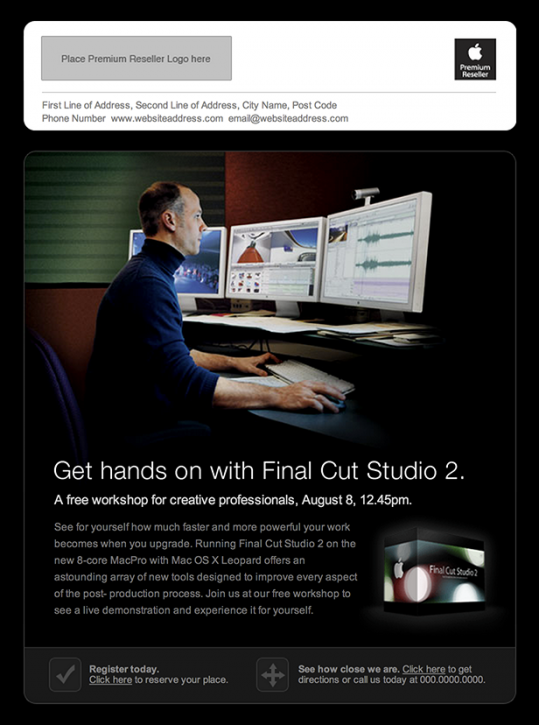 Place Premium Reseller Logo here
Premium
Reseller
First Line of Address, Second Line of Address, City Name, Post Code
Phone Number  www.websiteaddress.com  email@websiteaddress.com
Get hands on with Final Cut Studio 2.
A free workshop for creative professionals, August 8, 12.45pm.
See for yourself how much faster and more powerful your work
becomes when you upgrade. Running Final Cut Studio 2 on the
new 8-core MacPro with Mac OS X Leopard offers an
astounding array of new tools designed to improve every aspect
of the post- production process. Join us at our free workshop to
see a live demonstration and experience it for yourself.
Final Cut Studio 2
Register today.
Click here to reserve your place.
See how close we are. Click here to get
directions or call us today at 000.0000.0000.